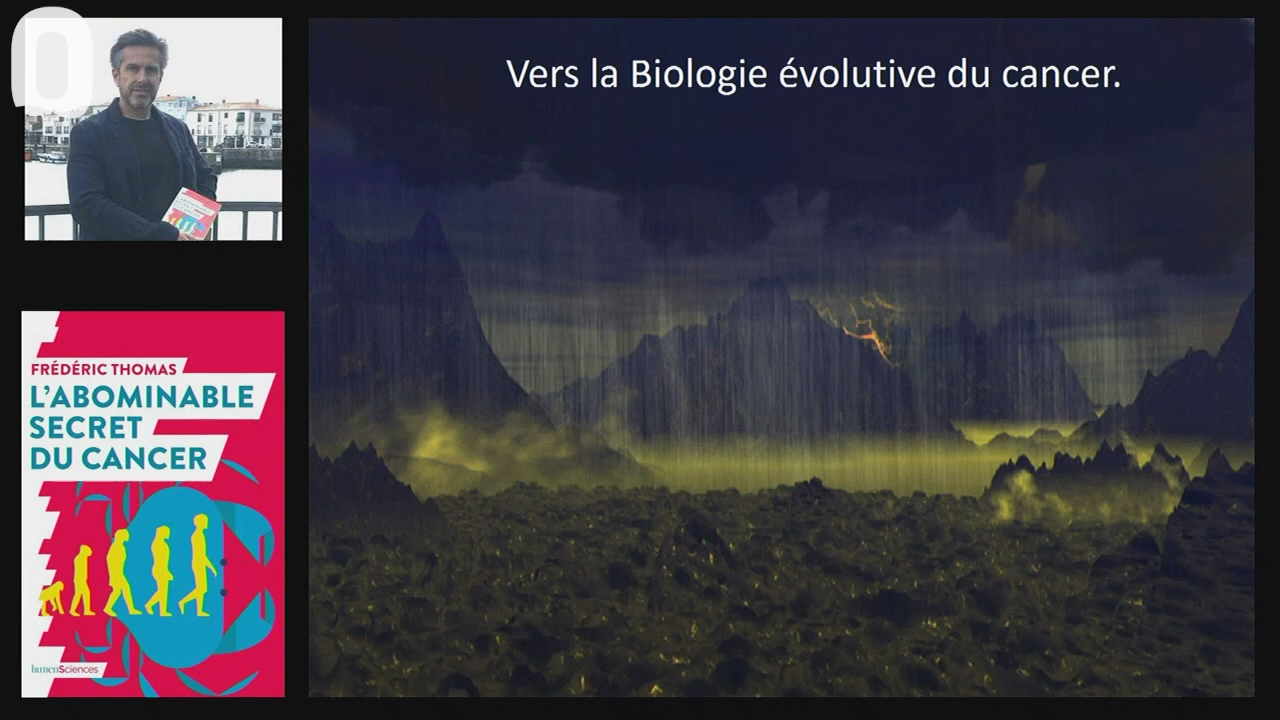 Vers la Biologie évolutive du cancer.
FRÉDÉRIC THOMAS
L'ABOMINABLE
SECRET
DU CANCER
humenSciences